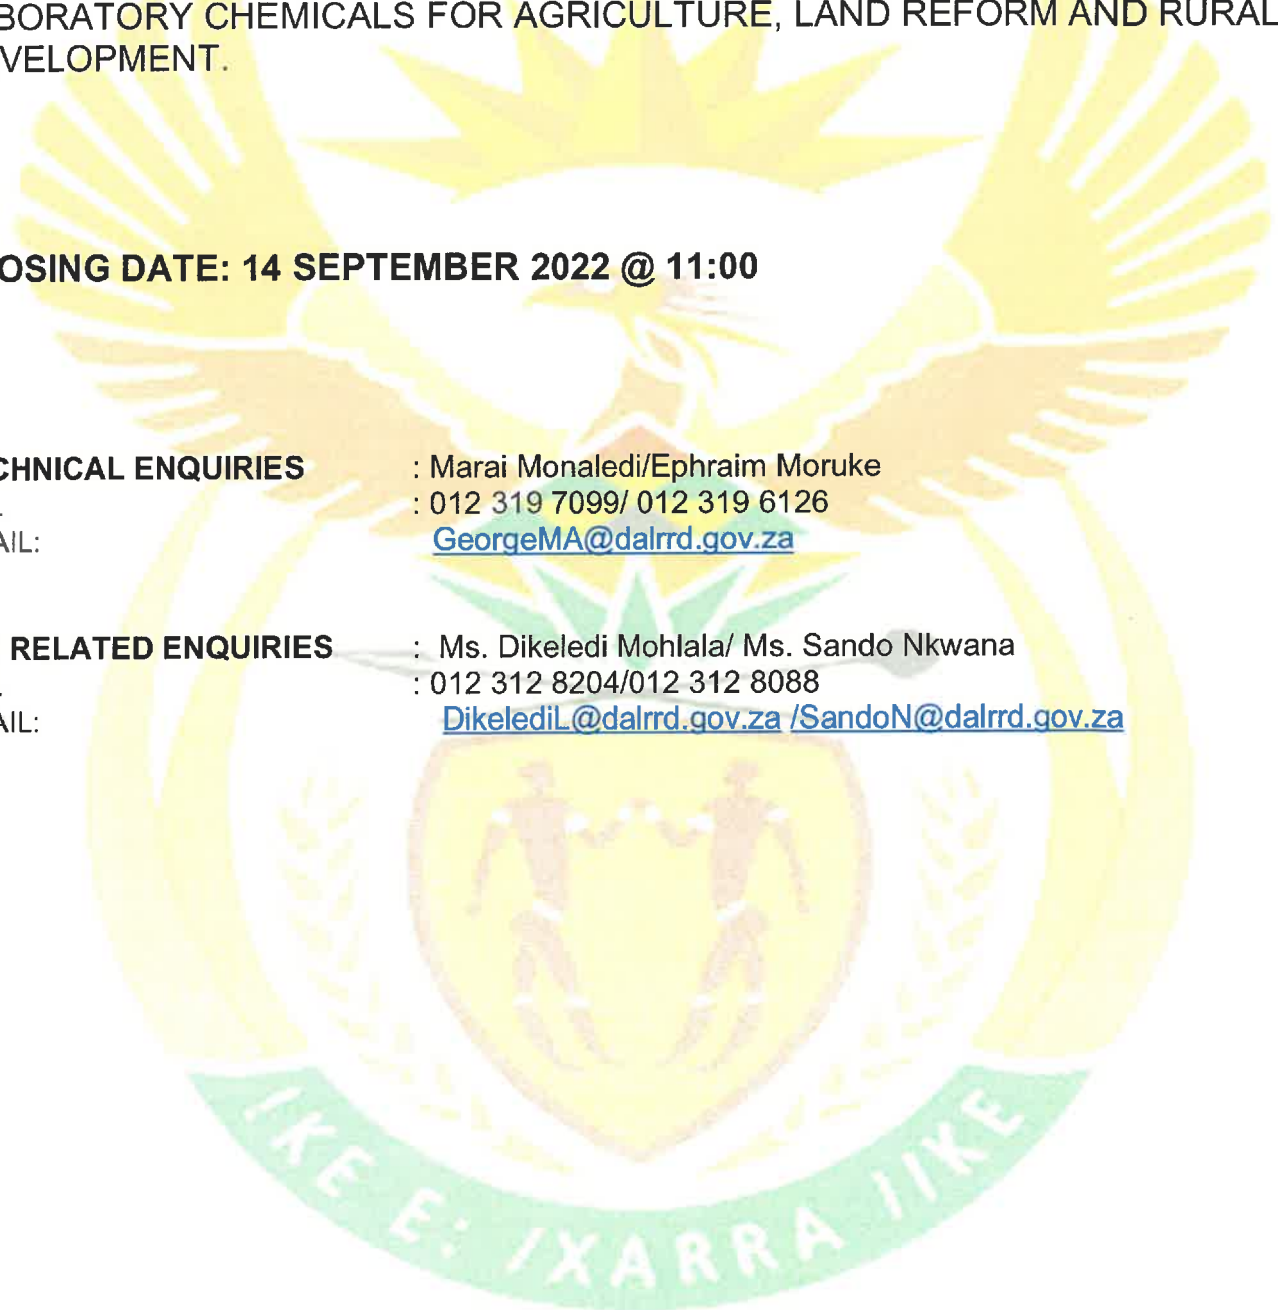 BORATORY CHEMICALS FOR AGRICULTURE, LAND REFORM AND RURAL
VELOPMENT.
OSING DATE: 14 SEPTEMBER 2022 @ 11:00
CHNICAL ENQUIRIES : Marai Monaledi/Ephraim Moruke
: 012 319 7099/ 012 319 6126
AIL: GeorgeMA@dalrrd.gov.za
RELATED ENQUIRIES : Ms. Dikeledi Mohlala/ Ms. Sando Nkwana
: 012 312 8204/012 312 8088
AIL: DikelediL@dalrrd.gov.za /SandoN@dalrrd.gov.za
!KE E: /XARRA //KE